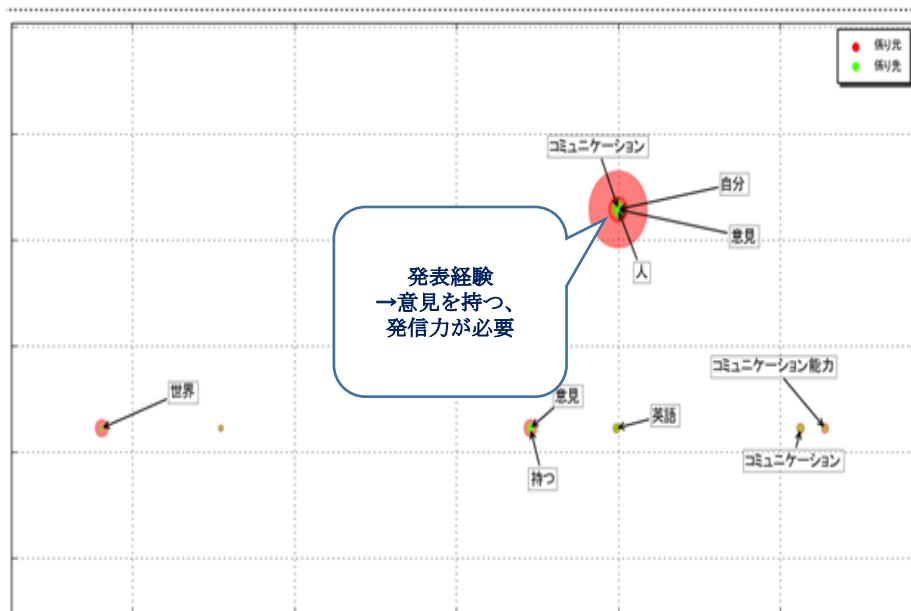 係り元
係り先
コミュニケーション
自分
意見
人
発表経験
→意見を持つ、
発信力が必要
コミュニケーション能力
世界
意見
英語
コミュニケーション
持つ